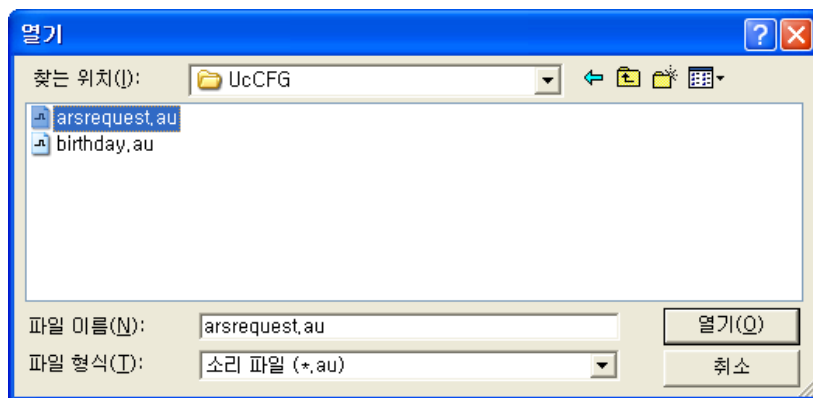 열기
찾는 위치(I): UcCFG
arsrequest.au
birthday.au
파일 이름(N): arsrequest.au 열기(O)
파일 형식(T): 소리 파일 (*.au) 취소